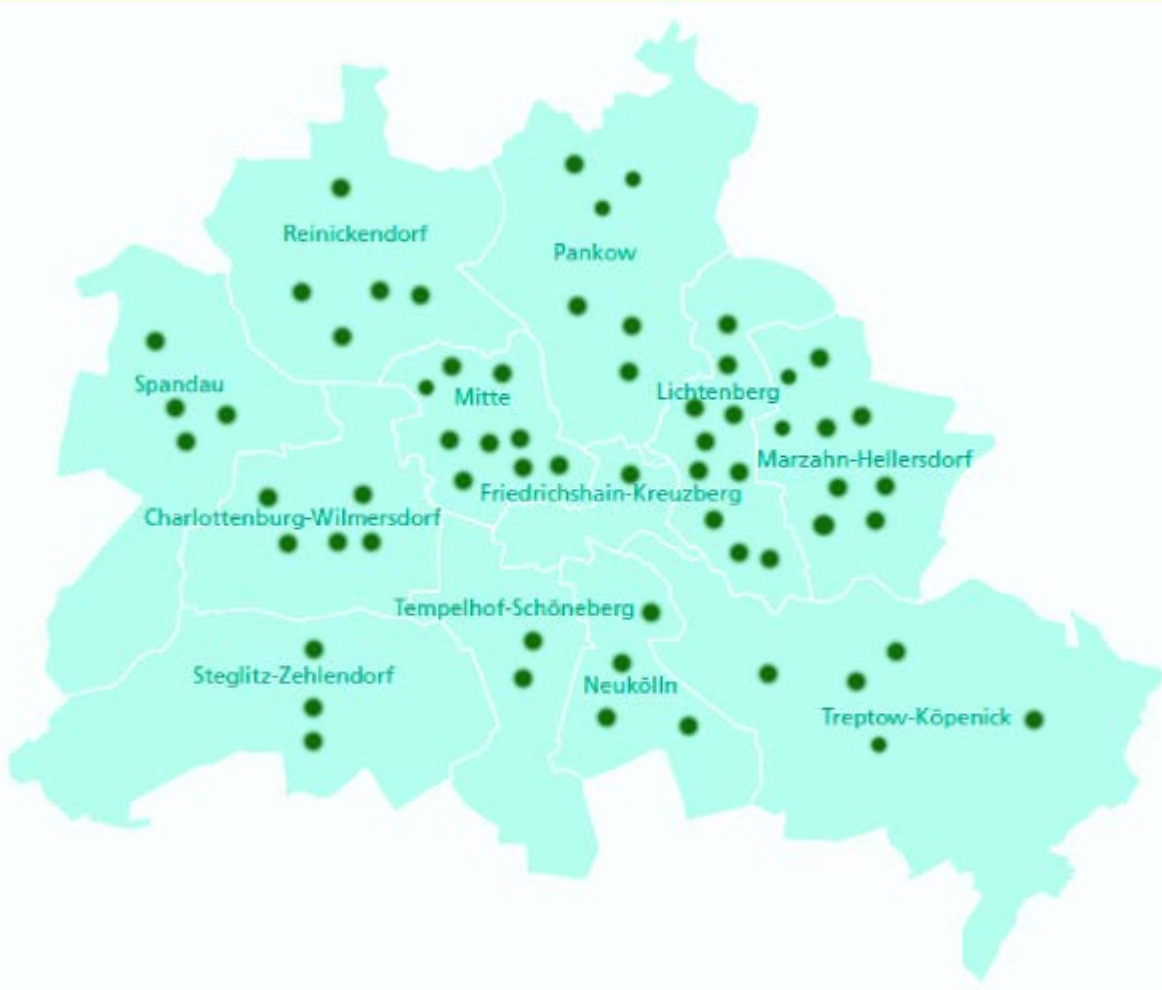 Reinickendorf
Pankow
Spandau
Mitte
Lichtenberg
Marzahn-Hellersdorf
Friedrichshain-Kreuzberg
Charlottenburg-Wilmersdorf
Tempelhof-Schöneberg
Steglitz-Zehlendorf
Neukölln
Treptow-Köpenick